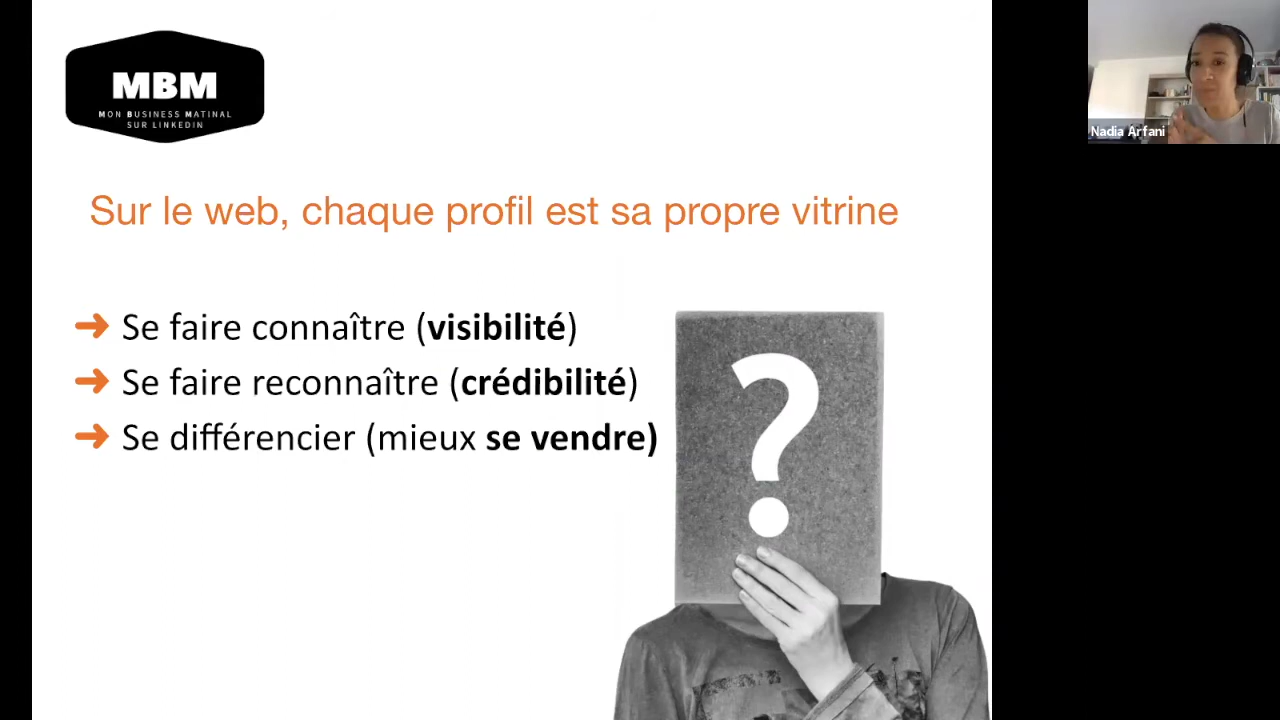 MBM
MON BUSINESS MATINAL
SUR LINKEDIN
Nadia Arfani
Sur le web, chaque profil est sa propre vitrine
➜ Se faire connaître (visibilité)
➜ Se faire reconnaître (crédibilité)
➜ Se différencier (mieux se vendre)
?